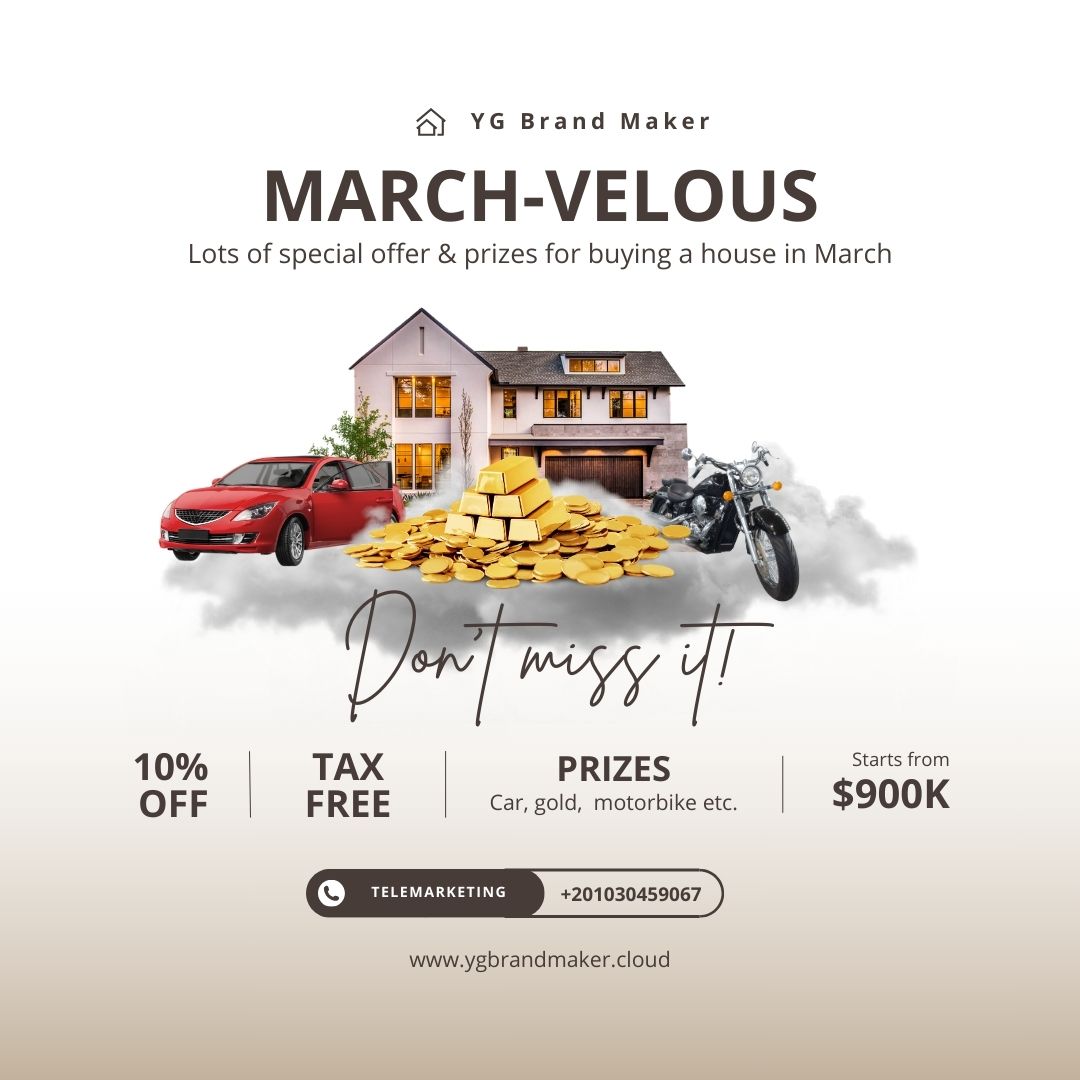 YG Brand Maker
MARCH-VELOUS
Lots of special offer & prizes for buying a house in March
Don't miss it!
10%
OFF
TAX
FREE
PRIZES
Car, gold,  motorbike etc.
Starts from
$900K
TELEMARKETING
+201030459067
www.ygbrandmaker.cloud